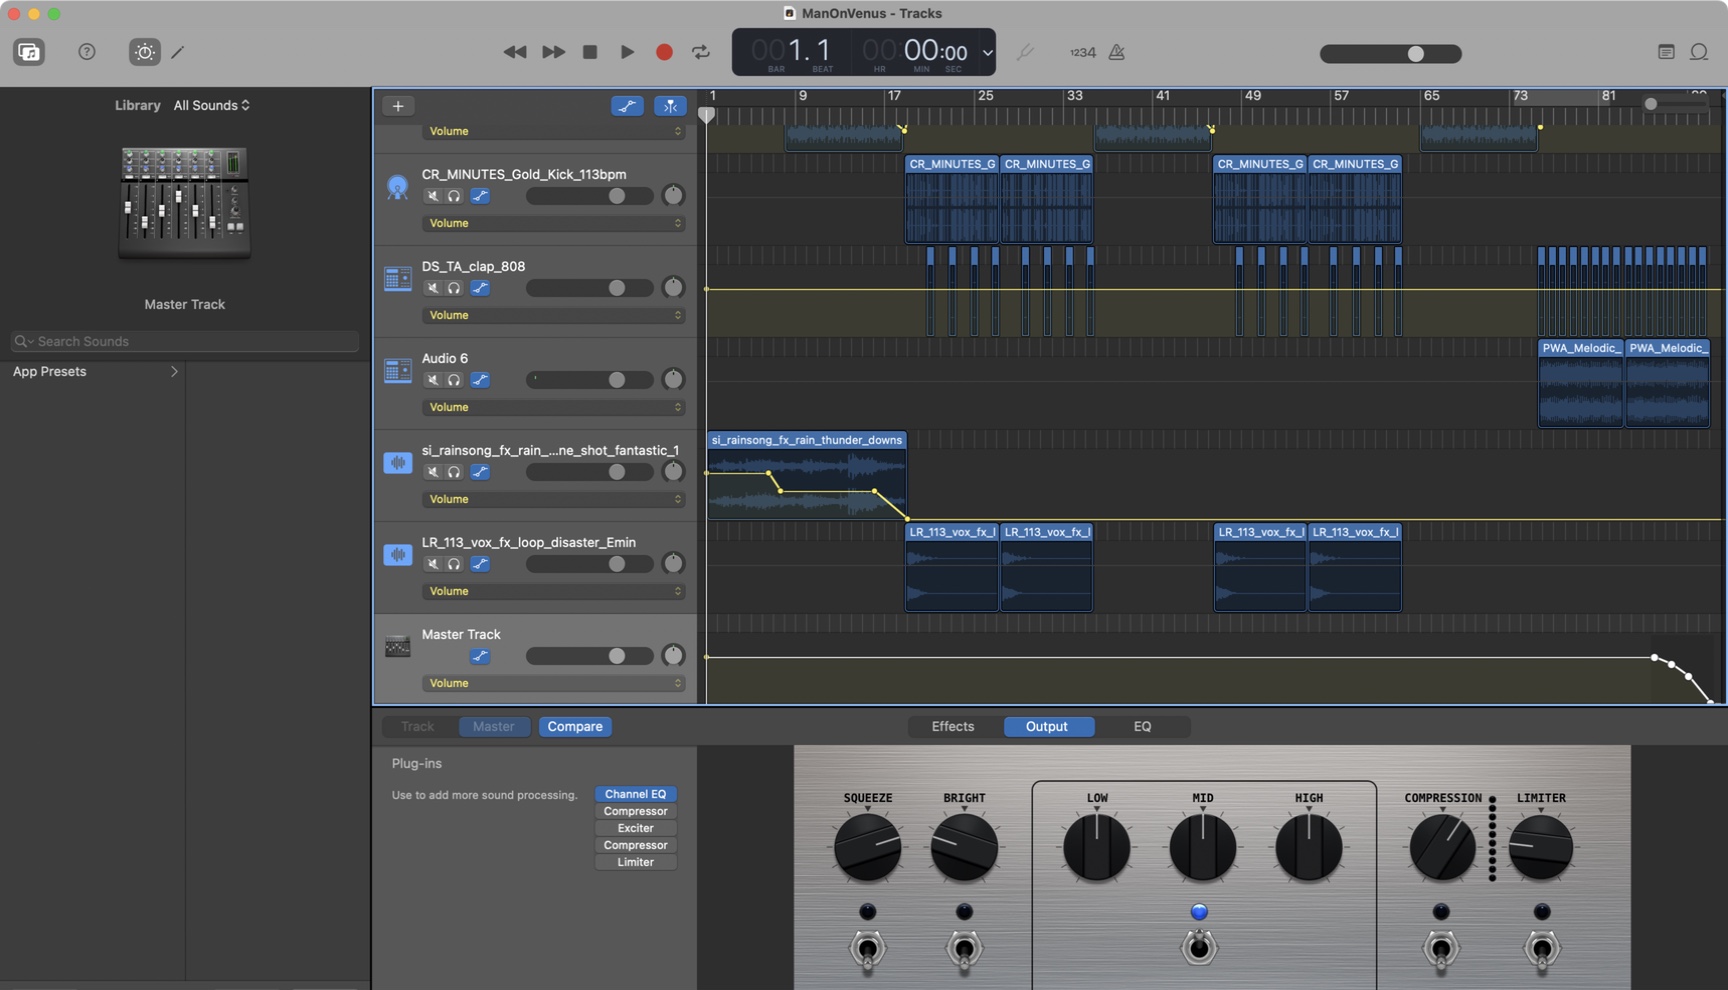 ManOnVenus - Tracks
001.1
00 00:00
BAR BEAT HR MIN SEC
1234
Library All Sounds
1 9 17 25 33 41 49 57 65 73 81
Volume
CR_MINUTES_Gold_Kick_113bpm
Volume
CR_MINUTES_G CR_MINUTES_G CR_MINUTES_G CR_MINUTES_G
DS_TA_clap_808
Volume
Master Track
Search Sounds
App Presets
Audio 6
Volume
PWA_Melodic_ PWA_Melodic_
si_rainsong_fx_rain_...ne_shot_fantastic_1
Volume
si_rainsong_fx_rain_thunder_downs
LR_113_vox_fx_loop_disaster_Emin
Volume
LR_113_vox_fx_l LR_113_vox_fx_l LR_113_vox_fx_l LR_113_vox_fx_l
Master Track
Volume
Track Master Compare
Effects Output EQ
Plug-ins
Use to add more sound processing.
Channel EQ
Compressor
Exciter
Compressor
Limiter
SQUEEZE BRIGHT LOW MID HIGH COMPRESSION LIMITER